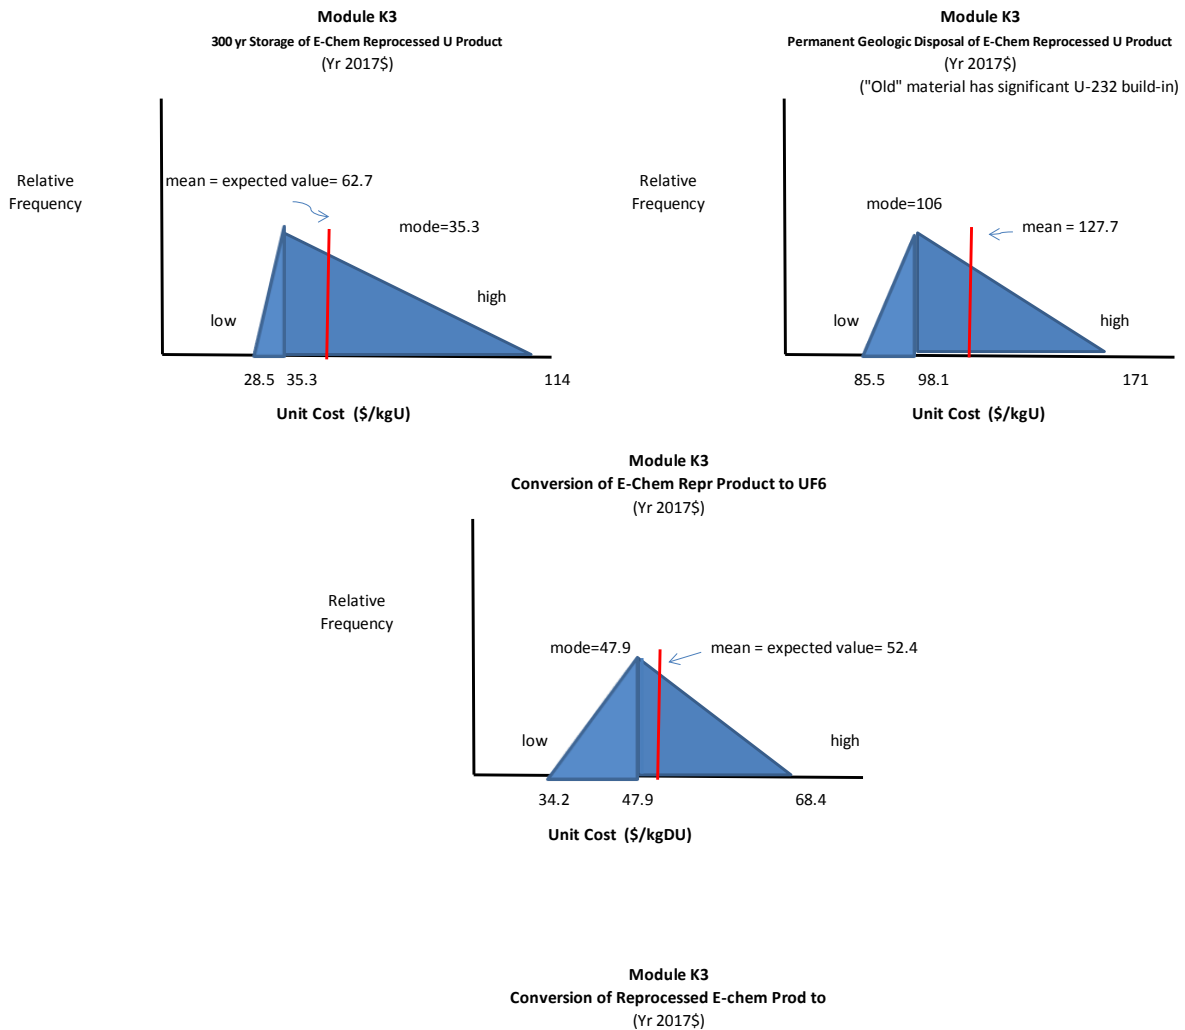 Module K3
300 yr Storage of E-Chem Reprocessed U Product
(Yr 2017$)
Relative
Frequency
mean = expected value= 62.7
mode=35.3
low
high
28.5
35.3
114
Unit Cost ($/kgU)
Module K3
Permanent Geologic Disposal of E-Chem Reprocessed U Product
(Yr 2017$)
("Old" material has significant U-232 build-in)
Relative
Frequency
mode=106
mean = 127.7
low
high
85.5
98.1
171
Unit Cost ($/kgU)
Module K3
Conversion of E-Chem Repr Product to UF6
(Yr 2017$)
Relative
Frequency
mode=47.9
mean = expected value= 52.4
low
high
34.2
47.9
68.4
Unit Cost ($/kgDU)
Module K3
Conversion of Reprocessed E-chem Prod to
(Yr 2017$)